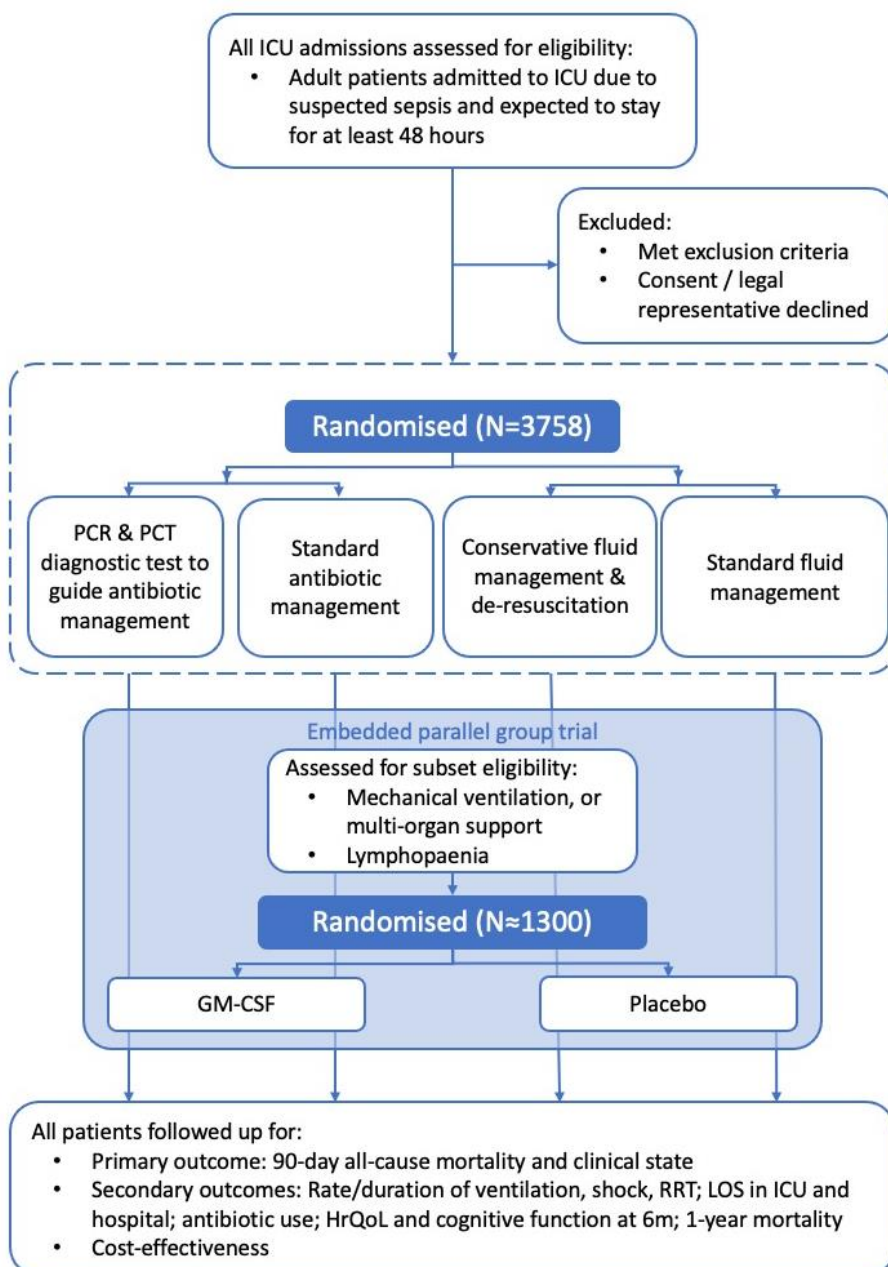 All ICU admissions assessed for eligibility:
• Adult patients admitted to ICU due to
suspected sepsis and expected to stay
for at least 48 hours
Excluded:
• Met exclusion criteria
• Consent / legal
representative declined
Randomised (N=3758)
PCR & PCT
diagnostic test to
guide antibiotic
management
Standard
antibiotic
management
Conservative fluid
management &
de-resuscitation
Standard fluid
management
Embedded parallel group trial
Assessed for subset eligibility:
• Mechanical ventilation, or
multi-organ support
• Lymphopaenia
Randomised (N≈1300)
GM-CSF
Placebo
All patients followed up for:
• Primary outcome: 90-day all-cause mortality and clinical state
• Secondary outcomes: Rate/duration of ventilation, shock, RRT; LOS in ICU and
hospital; antibiotic use; HrQoL and cognitive function at 6m; 1-year mortality
• Cost-effectiveness